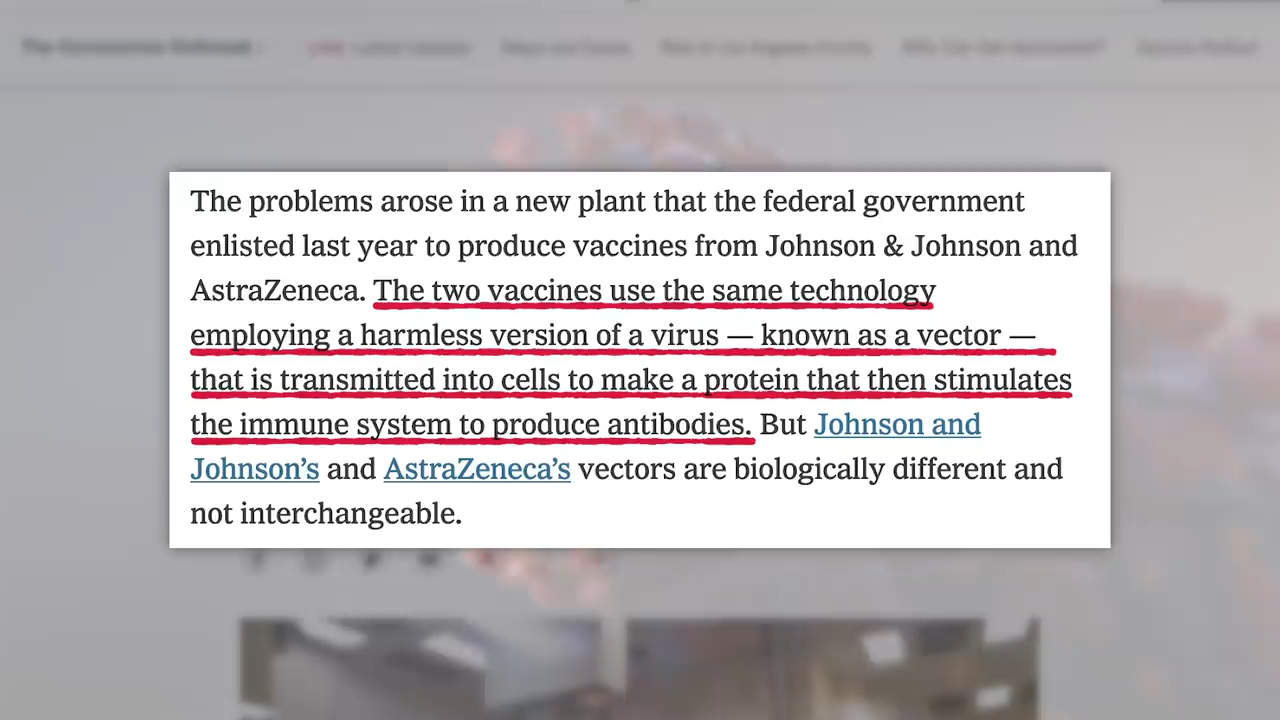 The problems arose in a new plant that the federal government
enlisted last year to produce vaccines from Johnson & Johnson and
AstraZeneca. The two vaccines use the same technology
employing a harmless version of a virus — known as a vector —
that is transmitted into cells to make a protein that then stimulates
the immune system to produce antibodies. But Johnson and
Johnson’s and AstraZeneca’s vectors are biologically different and
not interchangeable.